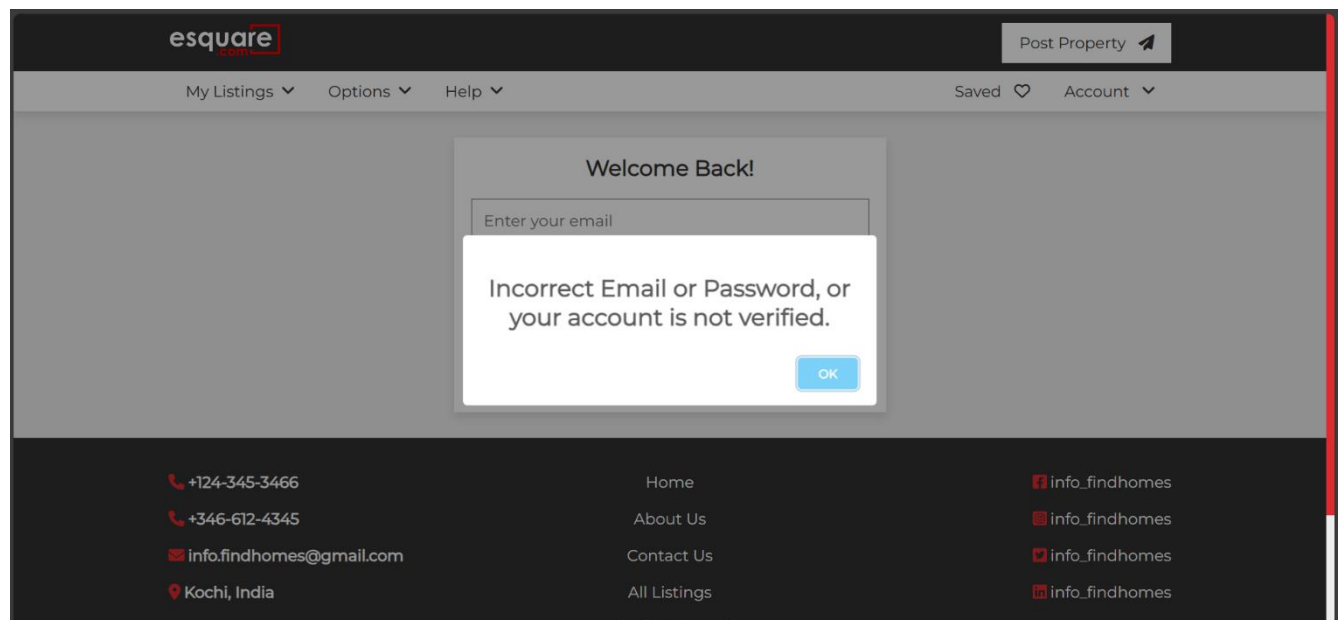 esquare
com
Post Property
My Listings
Options
Help
Saved
Account
Welcome Back!
Enter your email
Incorrect Email or Password, or
your account is not verified.
OK
+124-345-3466
+346-612-4345
info.findhomes@gmail.com
Kochi, India
Home
About Us
Contact Us
All Listings
info_findhomes
info_findhomes
info_findhomes
info_findhomes